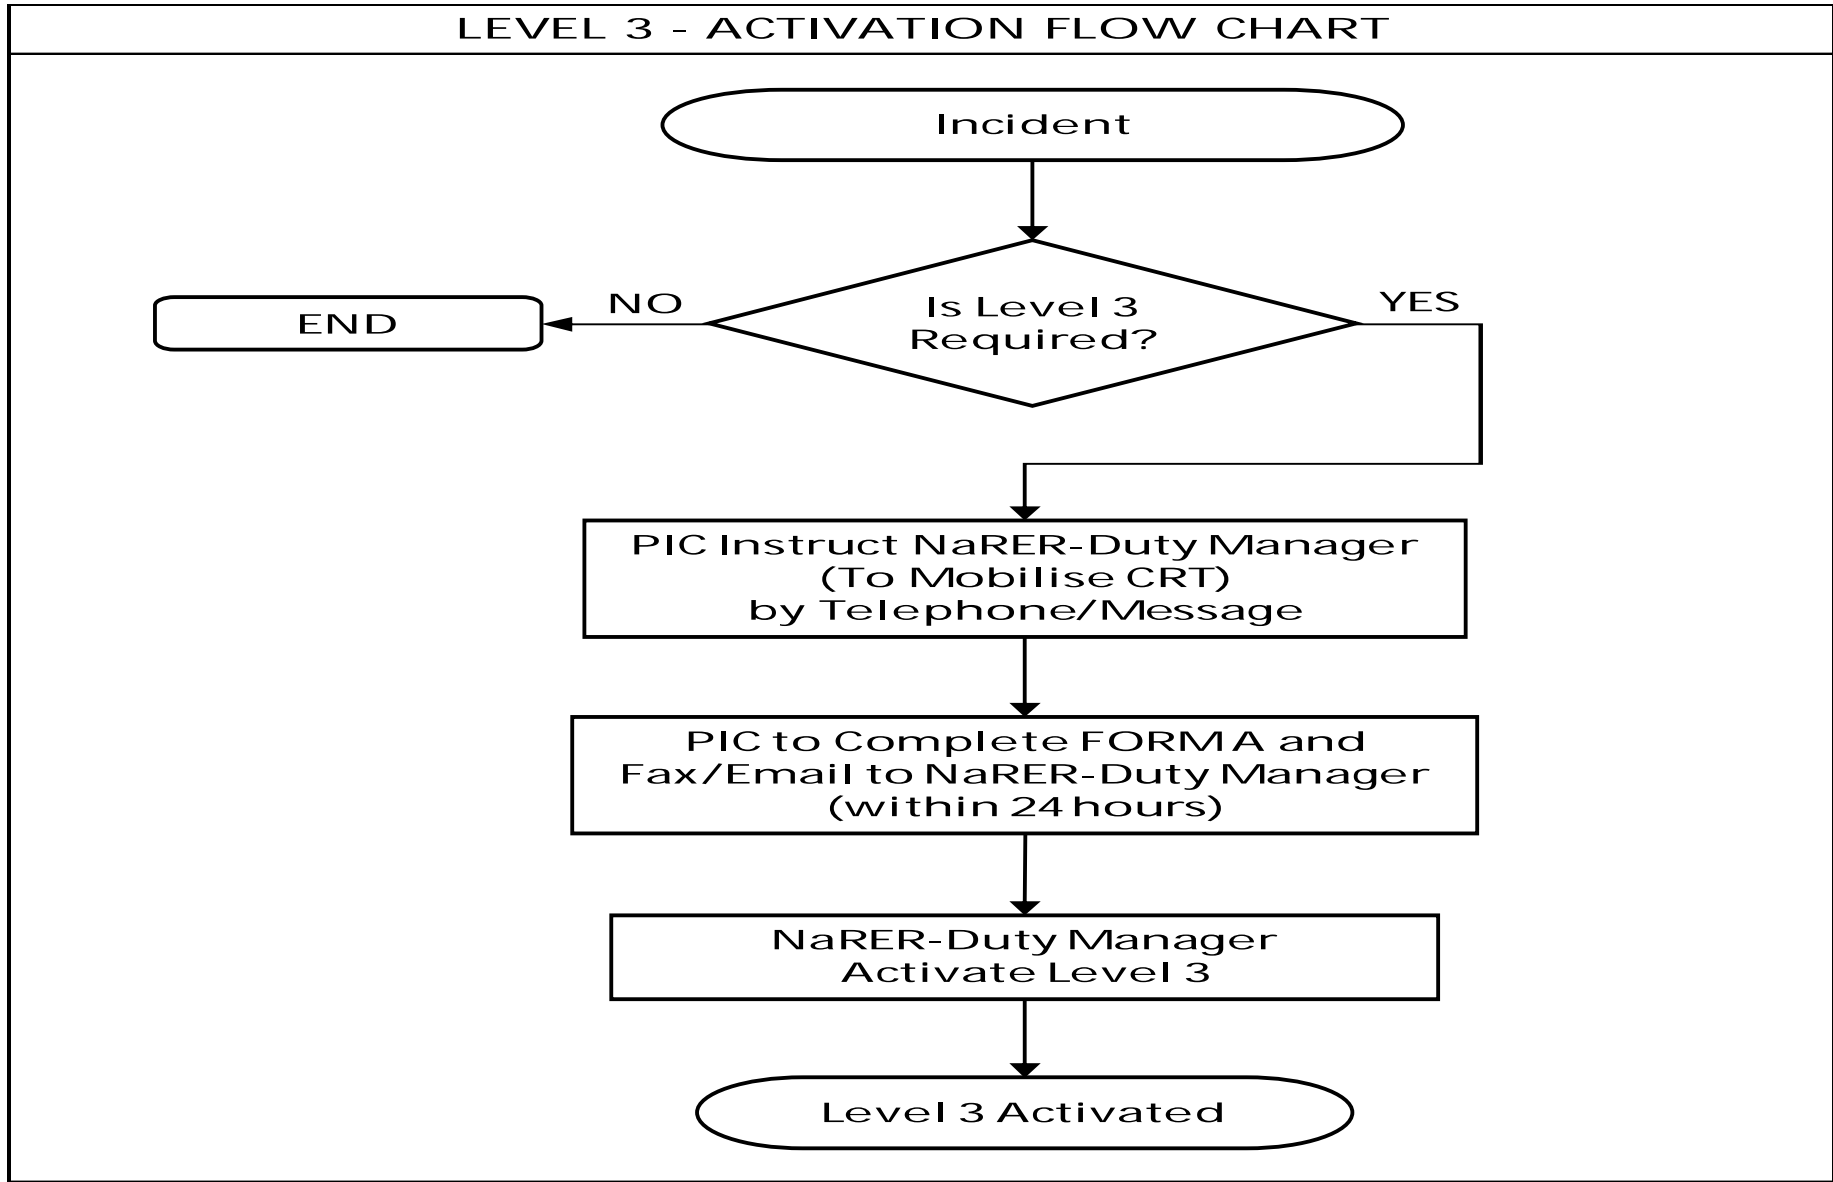 LEVEL 3 - ACTIVATION FLOW CHART
Incident
Is Level 3
Required?
NO
YES
END
PIC Instruct NaRER-Duty Manager
(To Mobilise CRT)
by Telephone/Message
PIC to Complete FORM A and
Fax/Email to NaRER-Duty Manager
(within 24 hours)
NaRER-Duty Manager
Activate Level 3
Level 3 Activated